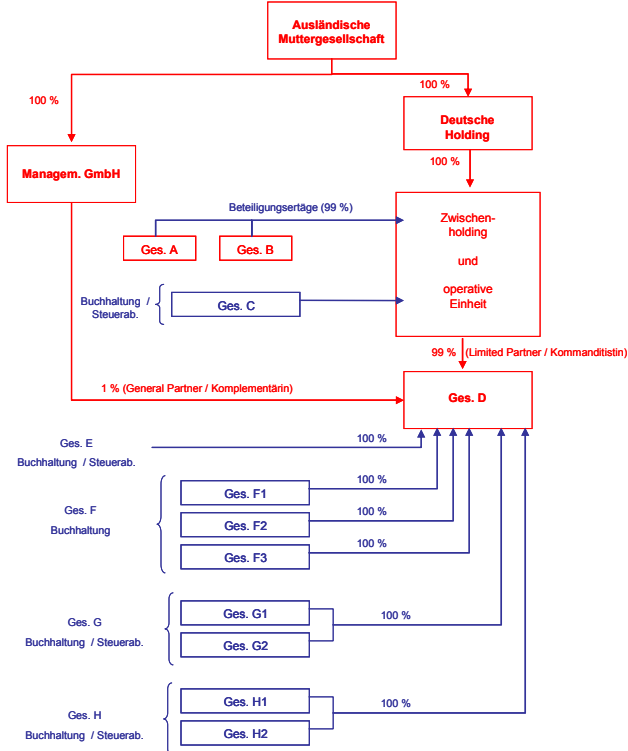 Ausländische
Muttergesellschaft
100 %
100 %
Deutsche
Holding
Managem. GmbH
100 %
Beteiligungsertäge (99 %)
Zwischen-
holding
und
operative
Einheit
Ges. A
Ges. B
Buchhaltung /
Steuerab.
Ges. C
99 % (Limited Partner / Kommanditistin)
1 % (General Partner / Komplementärin)
Ges. D
Ges. E
Buchhaltung / Steuerab.
100 %
Ges. F
Buchhaltung
Ges. F1
100 %
Ges. F2
100 %
Ges. F3
100 %
Ges. G
Buchhaltung / Steuerab.
Ges. G1
Ges. G2
100 %
Ges. H
Buchhaltung / Steuerab.
Ges. H1
Ges. H2
100 %